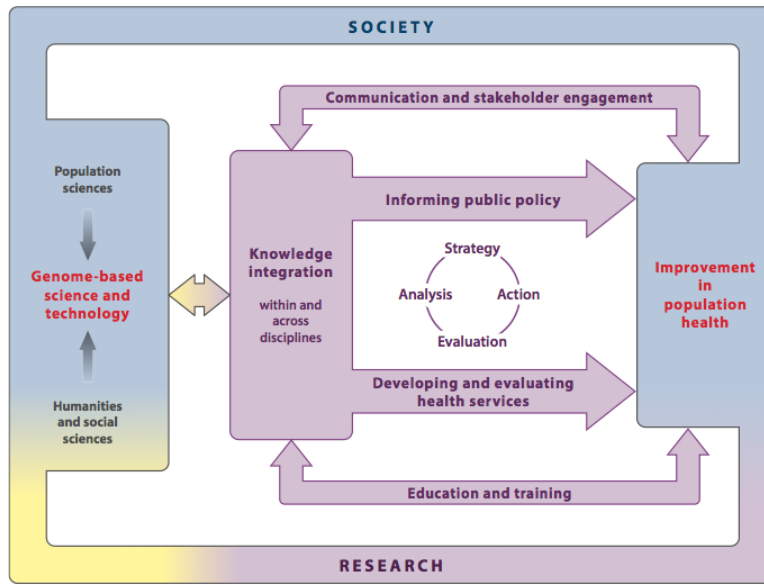 SOCIETY
Communication and stakeholder engagement
Population
sciences
Genome-based
science and
technology
Humanities
and social
sciences
Knowledge
integration
within and
across
disciplines
Informing public policy
Strategy
Analysis
Action
Evaluation
Developing and evaluating
health services
Improvement
in
population
health
Education and training
RESEARCH